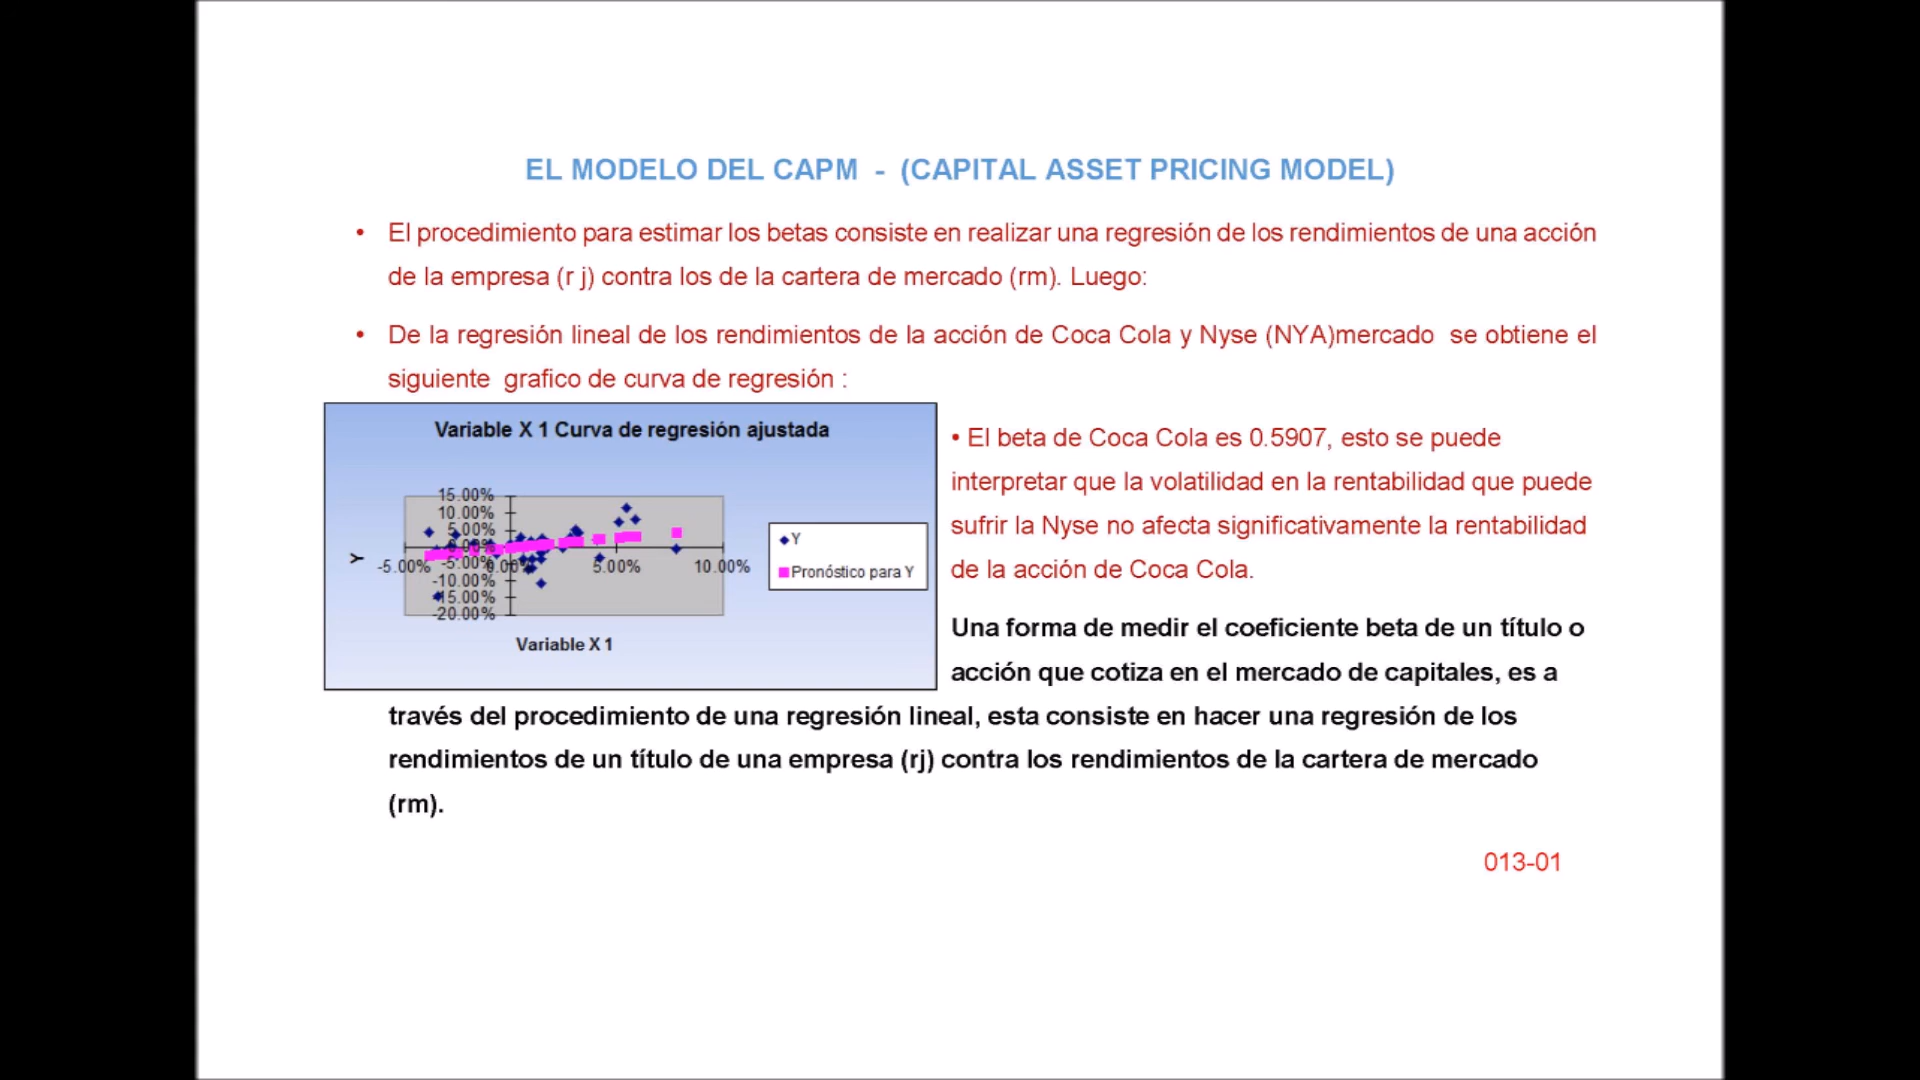 EL MODELO DEL CAPM - (CAPITAL ASSET PRICING MODEL)
• El procedimiento para estimar los betas consiste en realizar una regresión de los rendimientos de una acción
de la empresa (r j) contra los de la cartera de mercado (rm). Luego:
• De la regresión lineal de los rendimientos de la acción de Coca Cola y Nyse (NYA)mercado se obtiene el
siguiente grafico de curva de regresión :
Variable X 1 Curva de regresión ajustada
15.00%
10.00%
5.00%
0.00%
-5.00%
-10.00%
-15.00%
-20.00%
-5.00% 0.00% 5.00% 10.00%
Y
Variable X 1
Y
Pronóstico para Y
• El beta de Coca Cola es 0.5907, esto se puede
interpretar que la volatilidad en la rentabilidad que puede
sufrir la Nyse no afecta significativamente la rentabilidad
de la acción de Coca Cola.
Una forma de medir el coeficiente beta de un título o
acción que cotiza en el mercado de capitales, es a
través del procedimiento de una regresión lineal, esta consiste en hacer una regresión de los
rendimientos de un título de una empresa (rj) contra los rendimientos de la cartera de mercado
(rm).
013-01